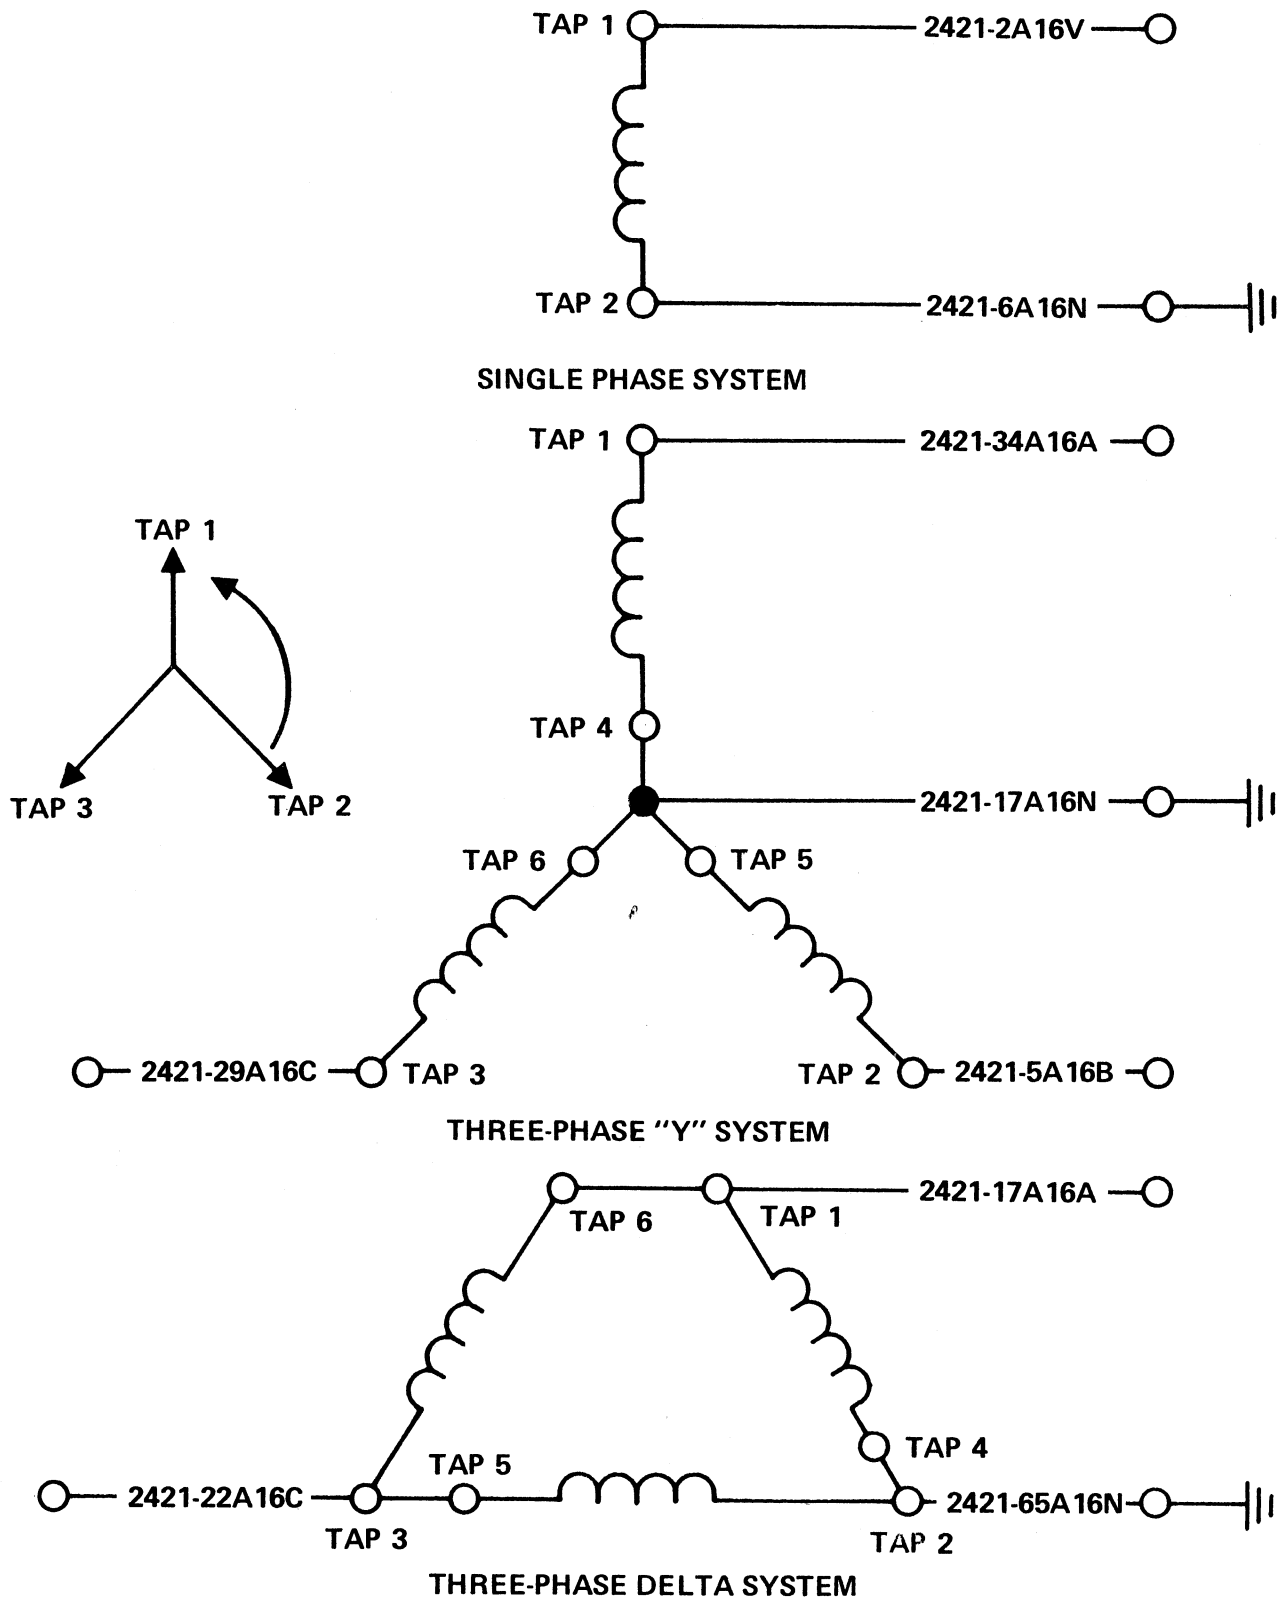 TAP 1
2421-2A16V
TAP 2
2421-6A16N
SINGLE PHASE SYSTEM
TAP 1
2421-34A16A
TAP 1
TAP 3
TAP 2
TAP 4
2421-17A16N
TAP 6
TAP 5
2421-29A16C
TAP 3
TAP 2
2421-5A16B
THREE-PHASE "Y" SYSTEM
2421-17A16A
TAP 6
TAP 1
TAP 4
TAP 5
2421-22A16C
TAP 3
2421-65A16N
TAP 2
THREE-PHASE DELTA SYSTEM